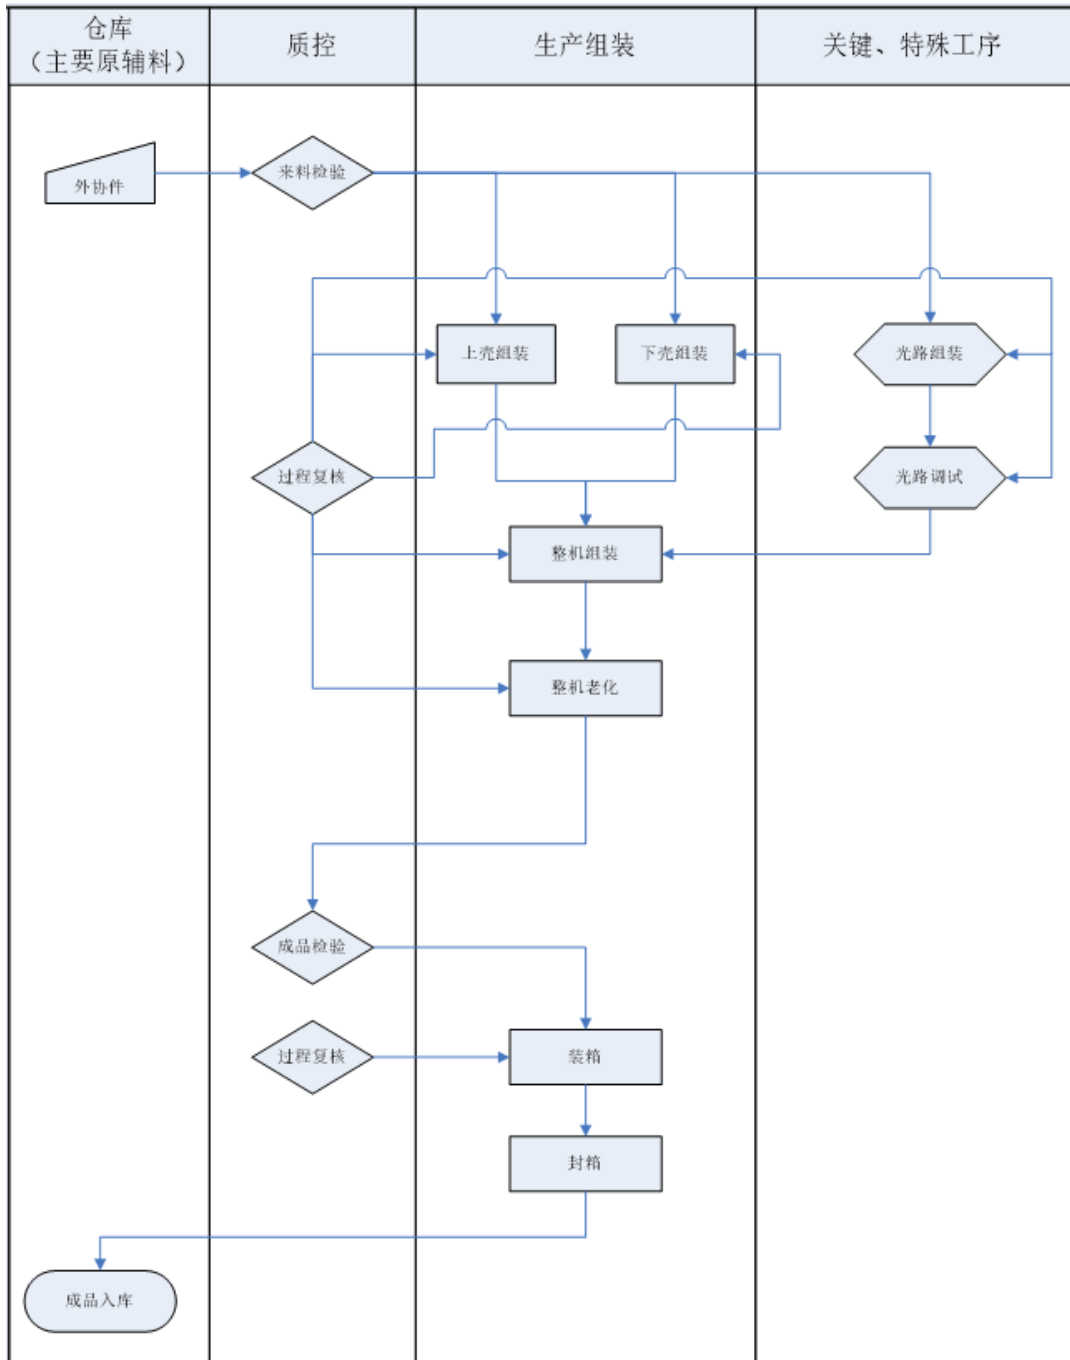 仓库
（主要原辅料）
质控
生产组装
关键、特殊工序
外协件
来料检验
上壳组装
下壳组装
光路组装
过程复核
光路调试
整机组装
整机老化
成品检验
过程复核
装箱
封箱
成品入库